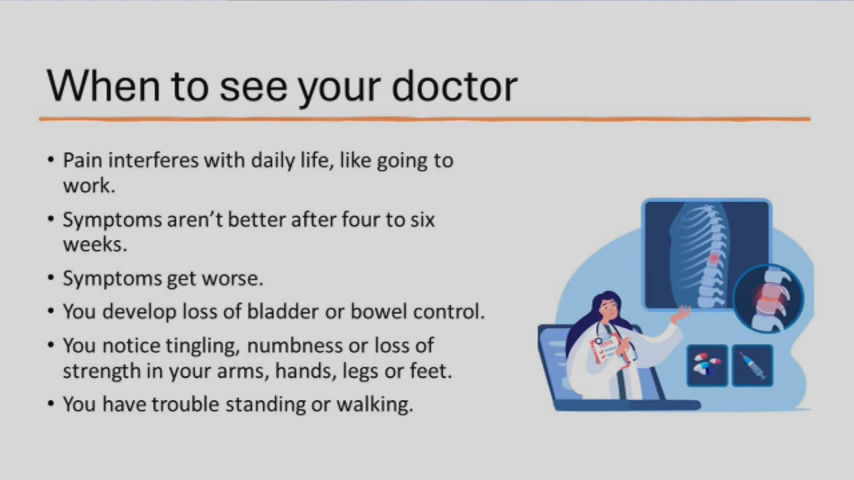 When to see your doctor
• Pain interferes with daily life, like going to
work.
• Symptoms aren’t better after four to six
weeks.
• Symptoms get worse.
• You develop loss of bladder or bowel control.
• You notice tingling, numbness or loss of
strength in your arms, hands, legs or feet.
• You have trouble standing or walking.